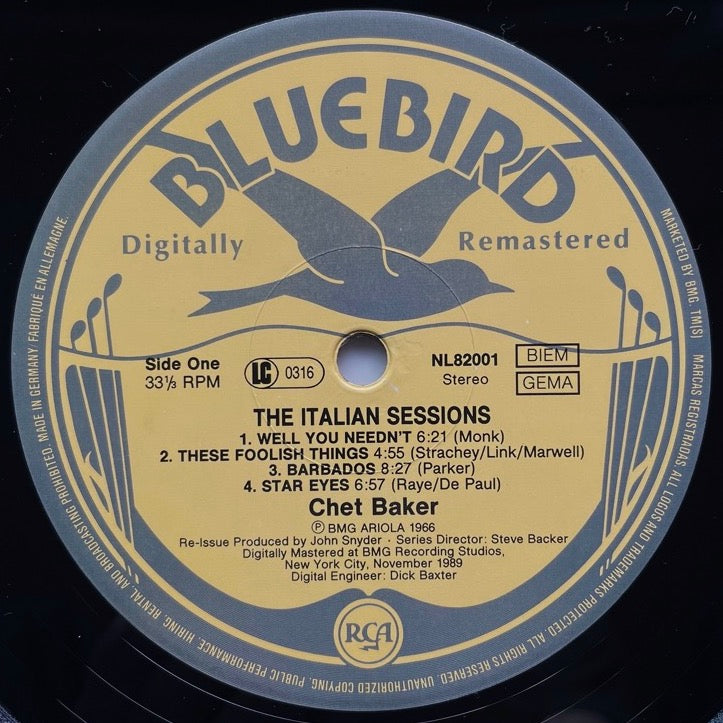 BLUEBIRD
Digitally Remastered
Side One
33⅓ RPM
LC 0316
NL82001
Stereo
BIEM
GEMA
THE ITALIAN SESSIONS
1. WELL YOU NEEDN'T 6:21 (Monk)
2. THESE FOOLISH THINGS 4:55 (Strachey/Link/Marwell)
3. BARBADOS 8:27 (Parker)
4. STAR EYES 6:57 (Raye/De Paul)
Chet Baker
Ⓟ BMG ARIOLA 1966
Re-Issue Produced by John Snyder · Series Director: Steve Backer
Digitally Mastered at BMG Recording Studios,
New York City, November 1989
Digital Engineer: Dick Baxter
RCA
MARKETED BY BMG. TM(S) MARCAS REGISTRADAS. ALL LOGOS AND TRADEMARKS PROTECTED. ALL RIGHTS RESERVED. UNAUTHORIZED COPYING, PUBLIC PERFORMANCE, HIRING, RENTAL, AND BROADCASTING PROHIBITED. MADE IN GERMANY/FABRIQUÉ EN ALLEMAGNE.